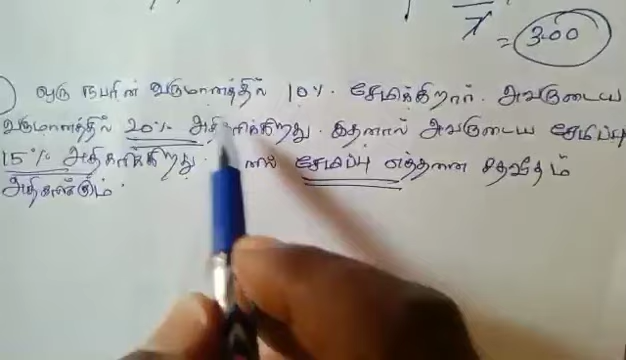 π
= 300
ஒரு நபரின் வருமானத்தில் 10% சேமிக்கிறார். அவருடைய
வருமானத்தில் 20% அதிகரிக்கிறது. இதனால் அவருடைய சேமிப்பு
15% அதிகரிக்கிறது. சேமிப்பு எத்தனை சதவீதம்
அதிகரிக்கும்.